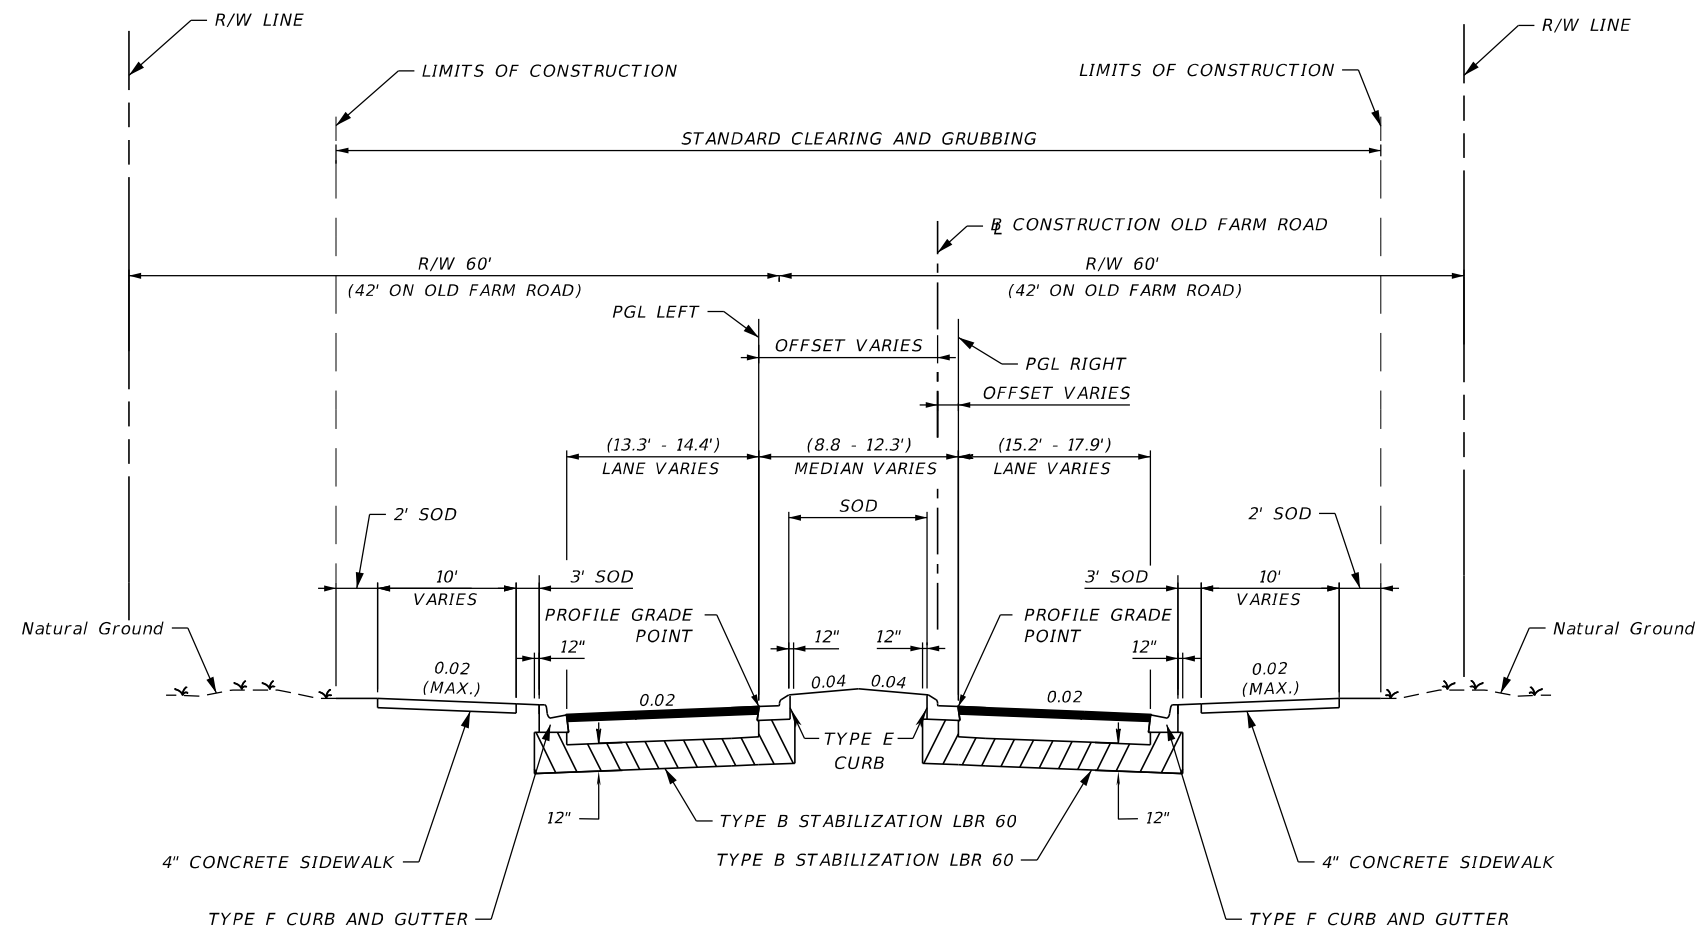 R/W LINE
R/W LINE
LIMITS OF CONSTRUCTION
LIMITS OF CONSTRUCTION
STANDARD CLEARING AND GRUBBING
℄ CONSTRUCTION OLD FARM ROAD
R/W 60'
(42' ON OLD FARM ROAD)
R/W 60'
(42' ON OLD FARM ROAD)
PGL LEFT
OFFSET VARIES
PGL RIGHT
OFFSET VARIES
(13.3' - 14.4')
LANE VARIES
(8.8 - 12.3')
MEDIAN VARIES
(15.2' - 17.9')
LANE VARIES
SOD
2' SOD
2' SOD
10'
VARIES
3' SOD
3' SOD
10'
VARIES
PROFILE GRADE
POINT
PROFILE GRADE
POINT
Natural Ground
Natural Ground
12"
12"
12"
12"
0.02
(MAX.)
0.02
0.04
0.04
0.02
0.02
(MAX.)
TYPE E
CURB
12"
TYPE B STABILIZATION LBR 60
12"
TYPE B STABILIZATION LBR 60
4" CONCRETE SIDEWALK
4" CONCRETE SIDEWALK
TYPE F CURB AND GUTTER
TYPE F CURB AND GUTTER